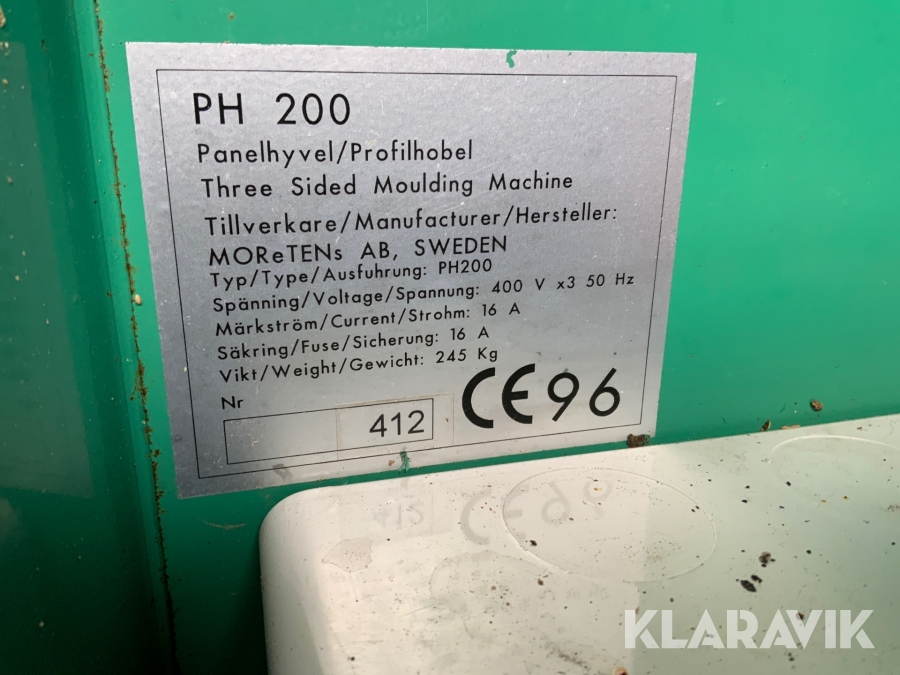 PH 200
Panelhyvel/Profilhobel
Three Sided Moulding Machine
Tillverkare/Manufacturer/Hersteller:
MOReTENs AB, SWEDEN
Typ/Type/Ausfuhrung: PH200
Spänning/Voltage/Spannung: 400 V x3 50 Hz
Märkström/Current/Strohm: 16 A
Säkring/Fuse/Sicherung: 16 A
Vikt/Weight/Gewicht: 245 Kg
Nr
412
CE96
KLARAVIK